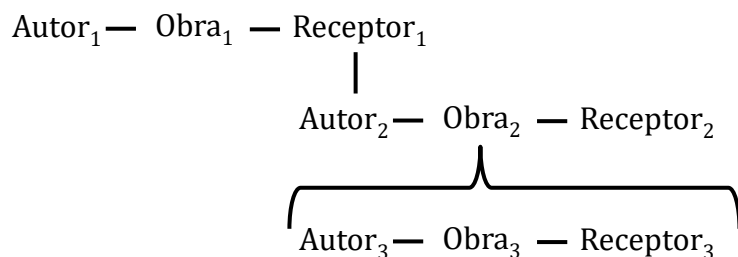 Autor₁ — Obra₁ — Receptor₁
Autor₂ — Obra₂ — Receptor₂
Autor₃ — Obra₃ — Receptor₃